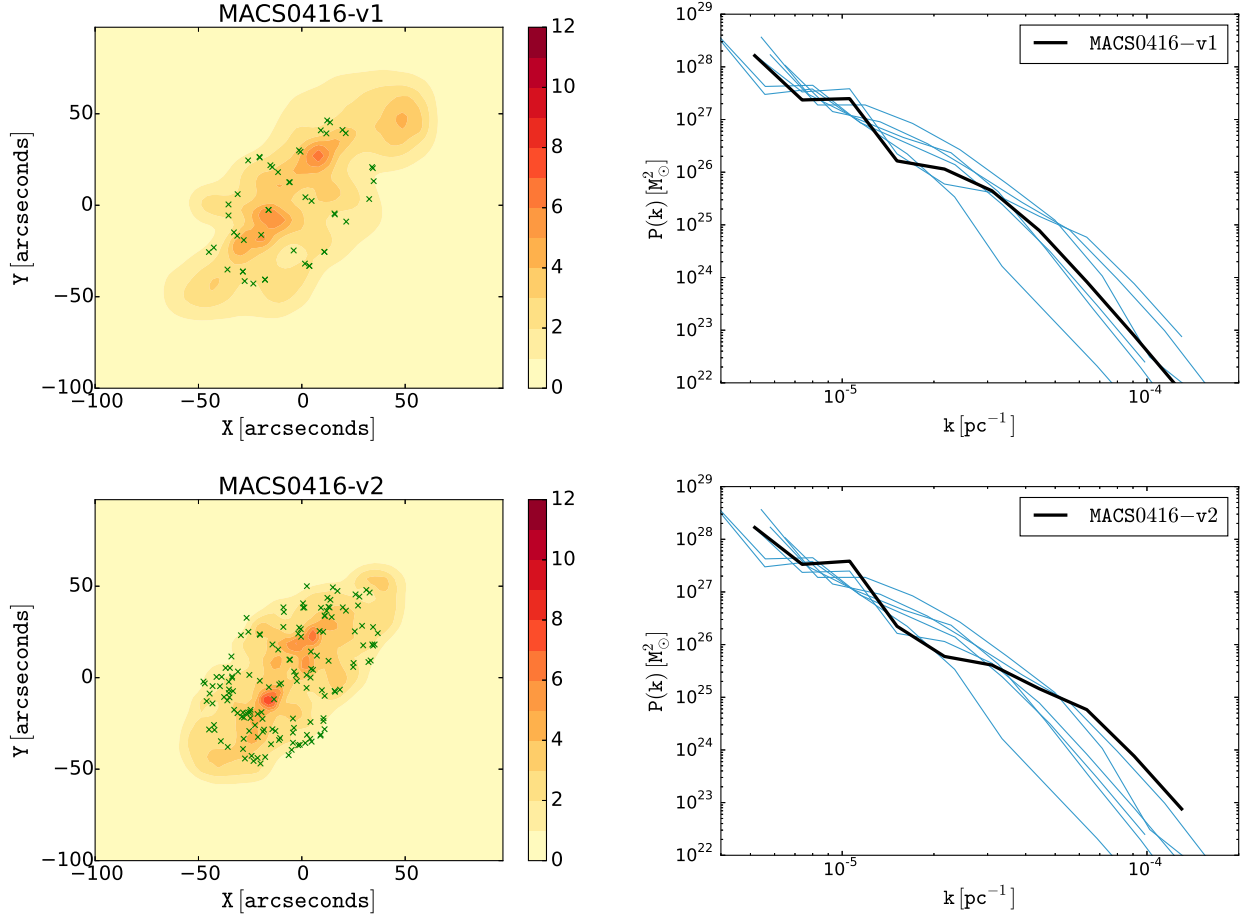 MACS0416-v1
12
10
8
6
4
2
0
50
0
−50
−100
−100 −50 0 50
X [arcseconds]
Y [arcseconds]
10^29
10^28
10^27
10^26
10^25
10^24
10^23
10^22
10^-5 10^-4
k [pc^−1]
P(k) [M_⊙^2]
MACS0416−v1
MACS0416-v2
12
10
8
6
4
2
0
50
0
−50
−100
−100 −50 0 50
X [arcseconds]
Y [arcseconds]
10^29
10^28
10^27
10^26
10^25
10^24
10^23
10^22
10^-5 10^-4
k [pc^−1]
P(k) [M_⊙^2]
MACS0416−v2